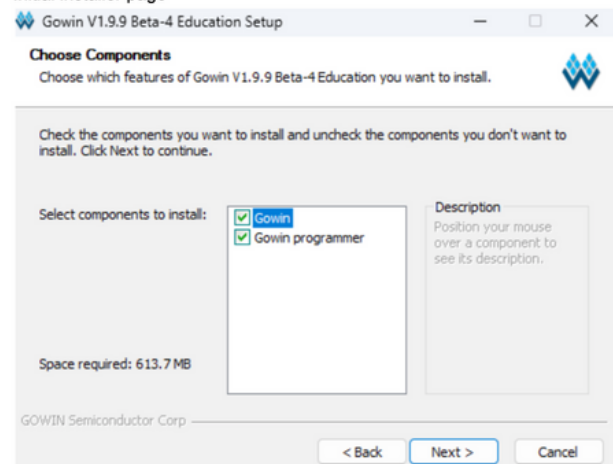 Gowin V1.9.9 Beta-4 Education Setup
Choose Components
Choose which features of Gowin V1.9.9 Beta-4 Education you want to install.
Check the components you want to install and uncheck the components you don't want to
install. Click Next to continue.
Select components to install:
Gowin
Gowin programmer
Description
Position your mouse
over a component to
see its description.
Space required: 613.7 MB
GOWIN Semiconductor Corp
< Back
Next >
Cancel